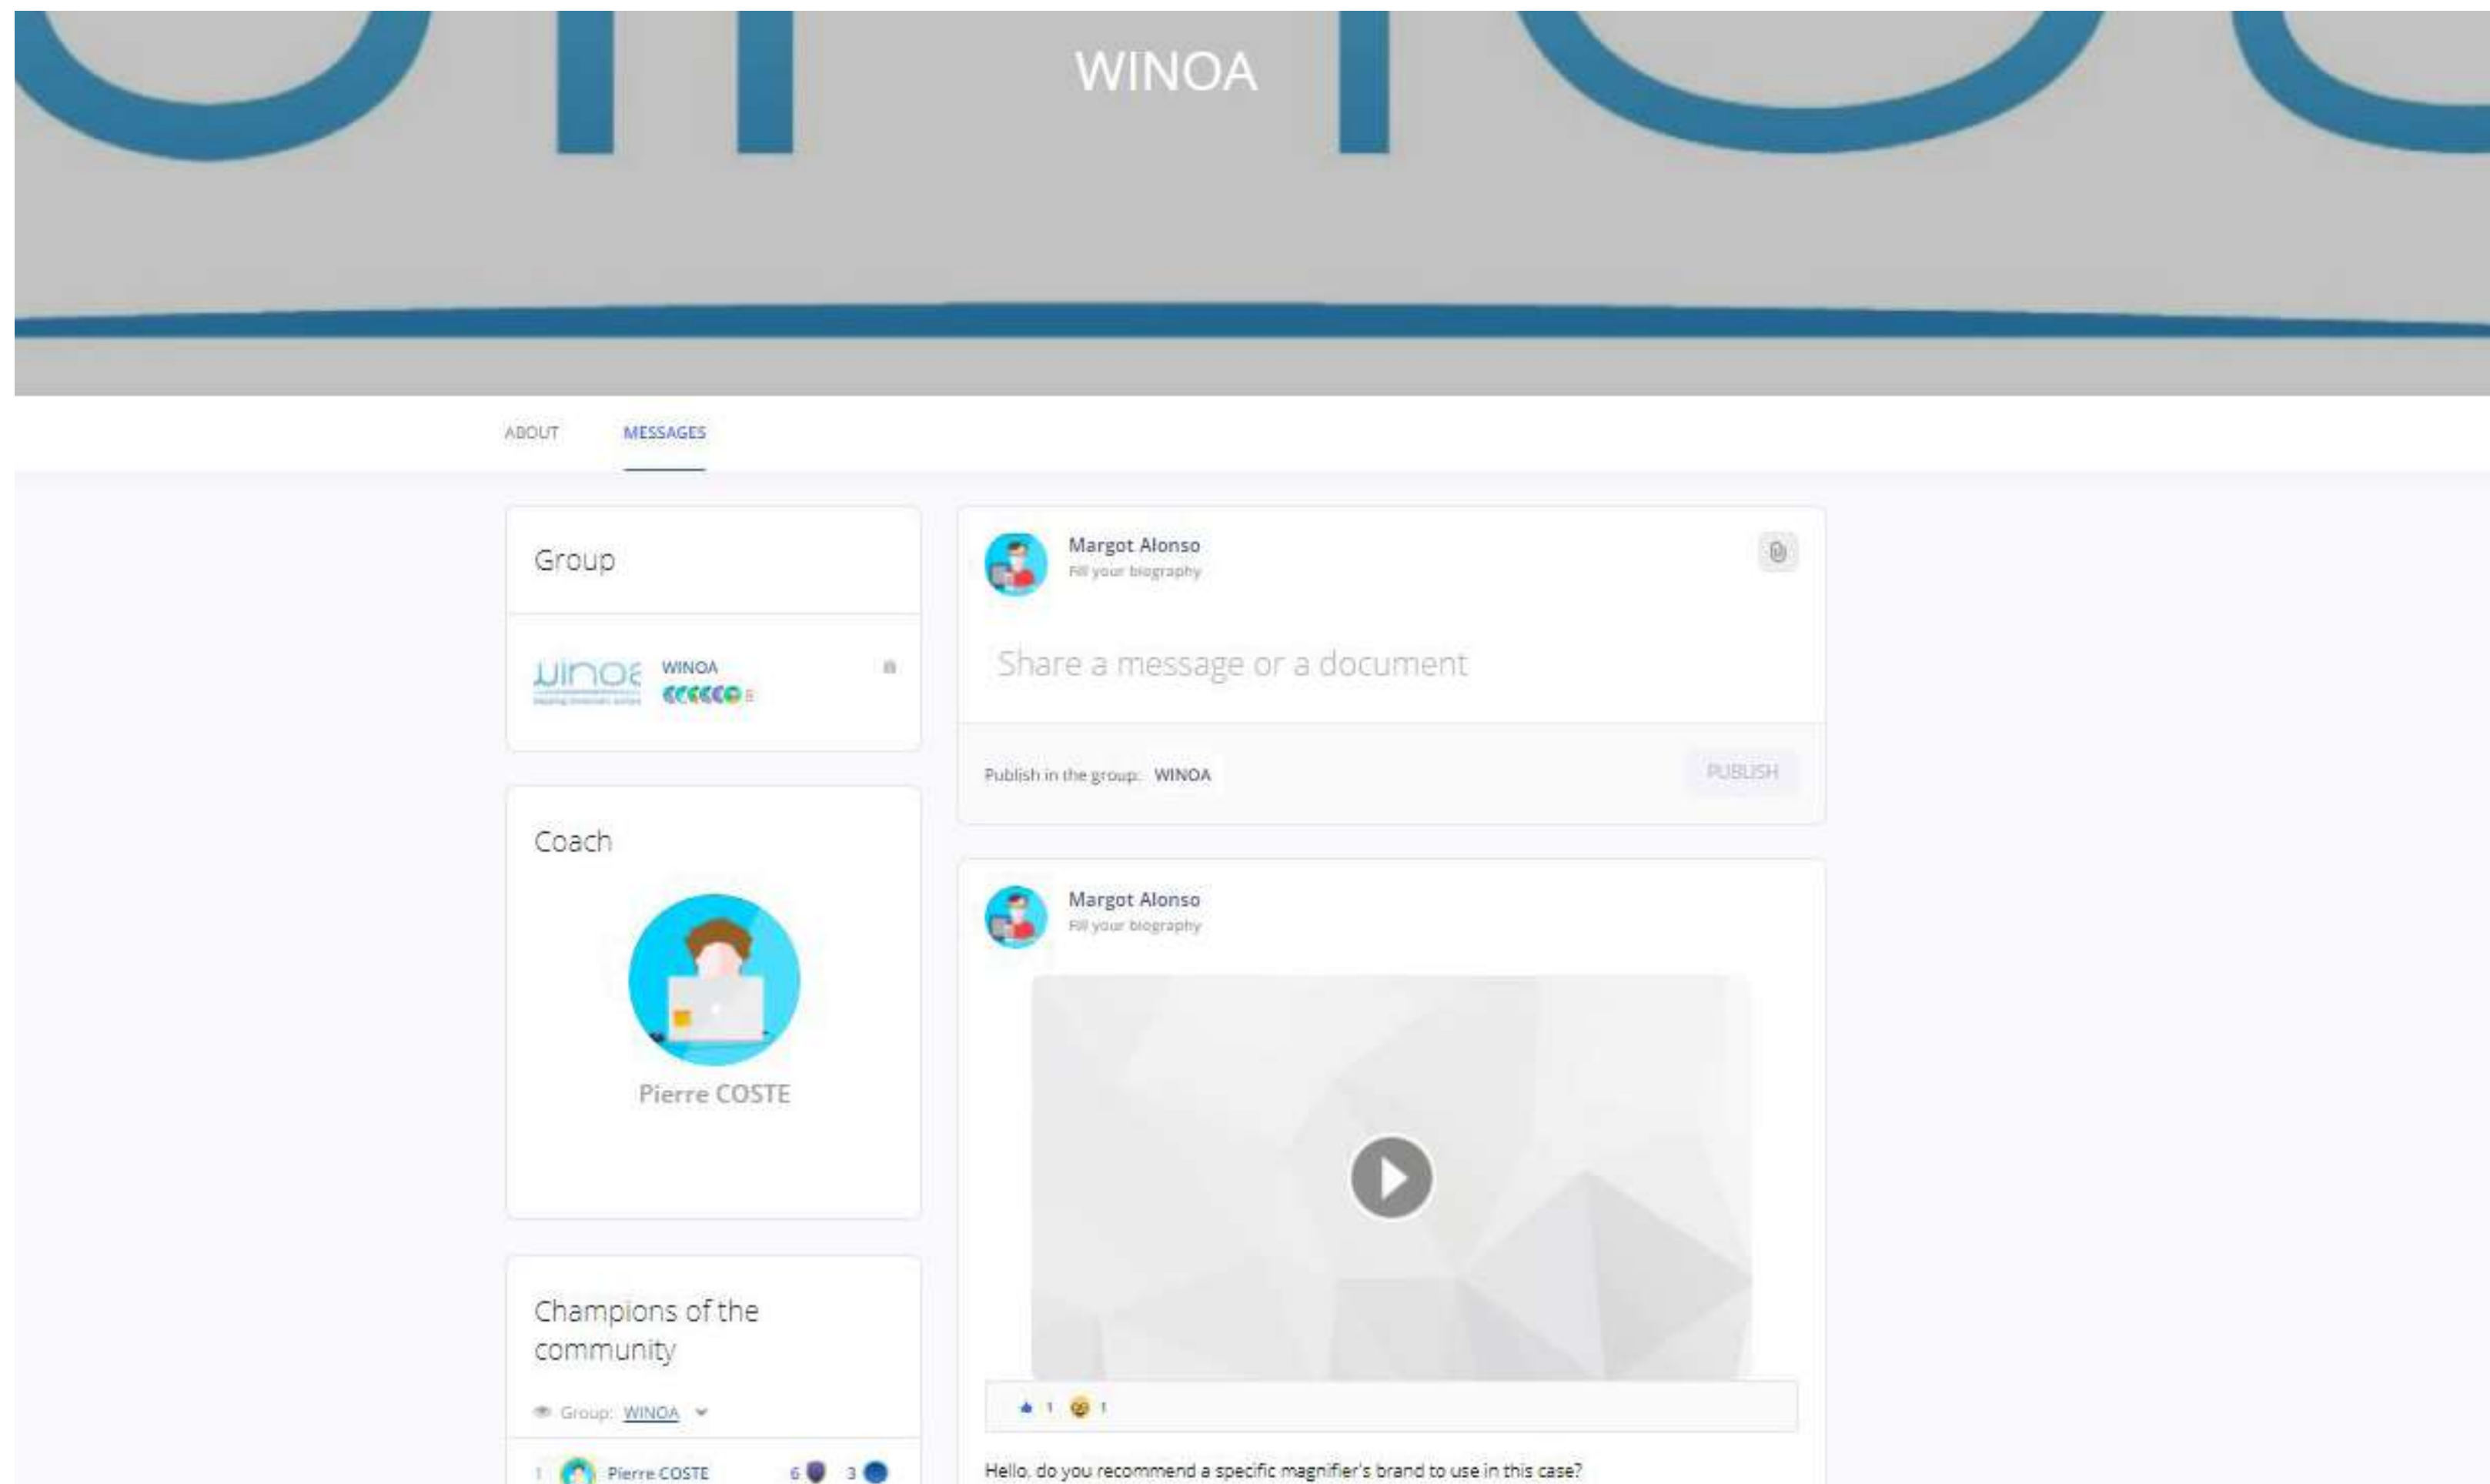 WINOA
ABOUT
MESSAGES
Group
WINOA
Coach
Pierre COSTE
Champions of the
community
Group: WINOA
1 Pierre COSTE 6 3
Margot Alonso
Fill your biography
Share a message or a document
Publish in the group: WINOA
PUBLISH
Margot Alonso
Fill your biography
1 1
Hello, do you recommend a specific magnifier's brand to use in this case?